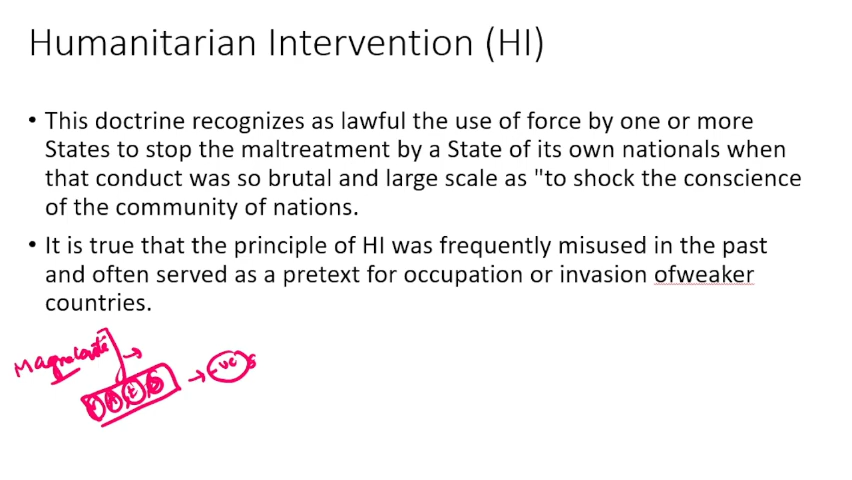 Humanitarian Intervention (HI)
• This doctrine recognizes as lawful the use of force by one or more
States to stop the maltreatment by a State of its own nationals when
that conduct was so brutal and large scale as "to shock the conscience
of the community of nations.
• It is true that the principle of HI was frequently misused in the past
and often served as a pretext for occupation or invasion ofweaker
countries.